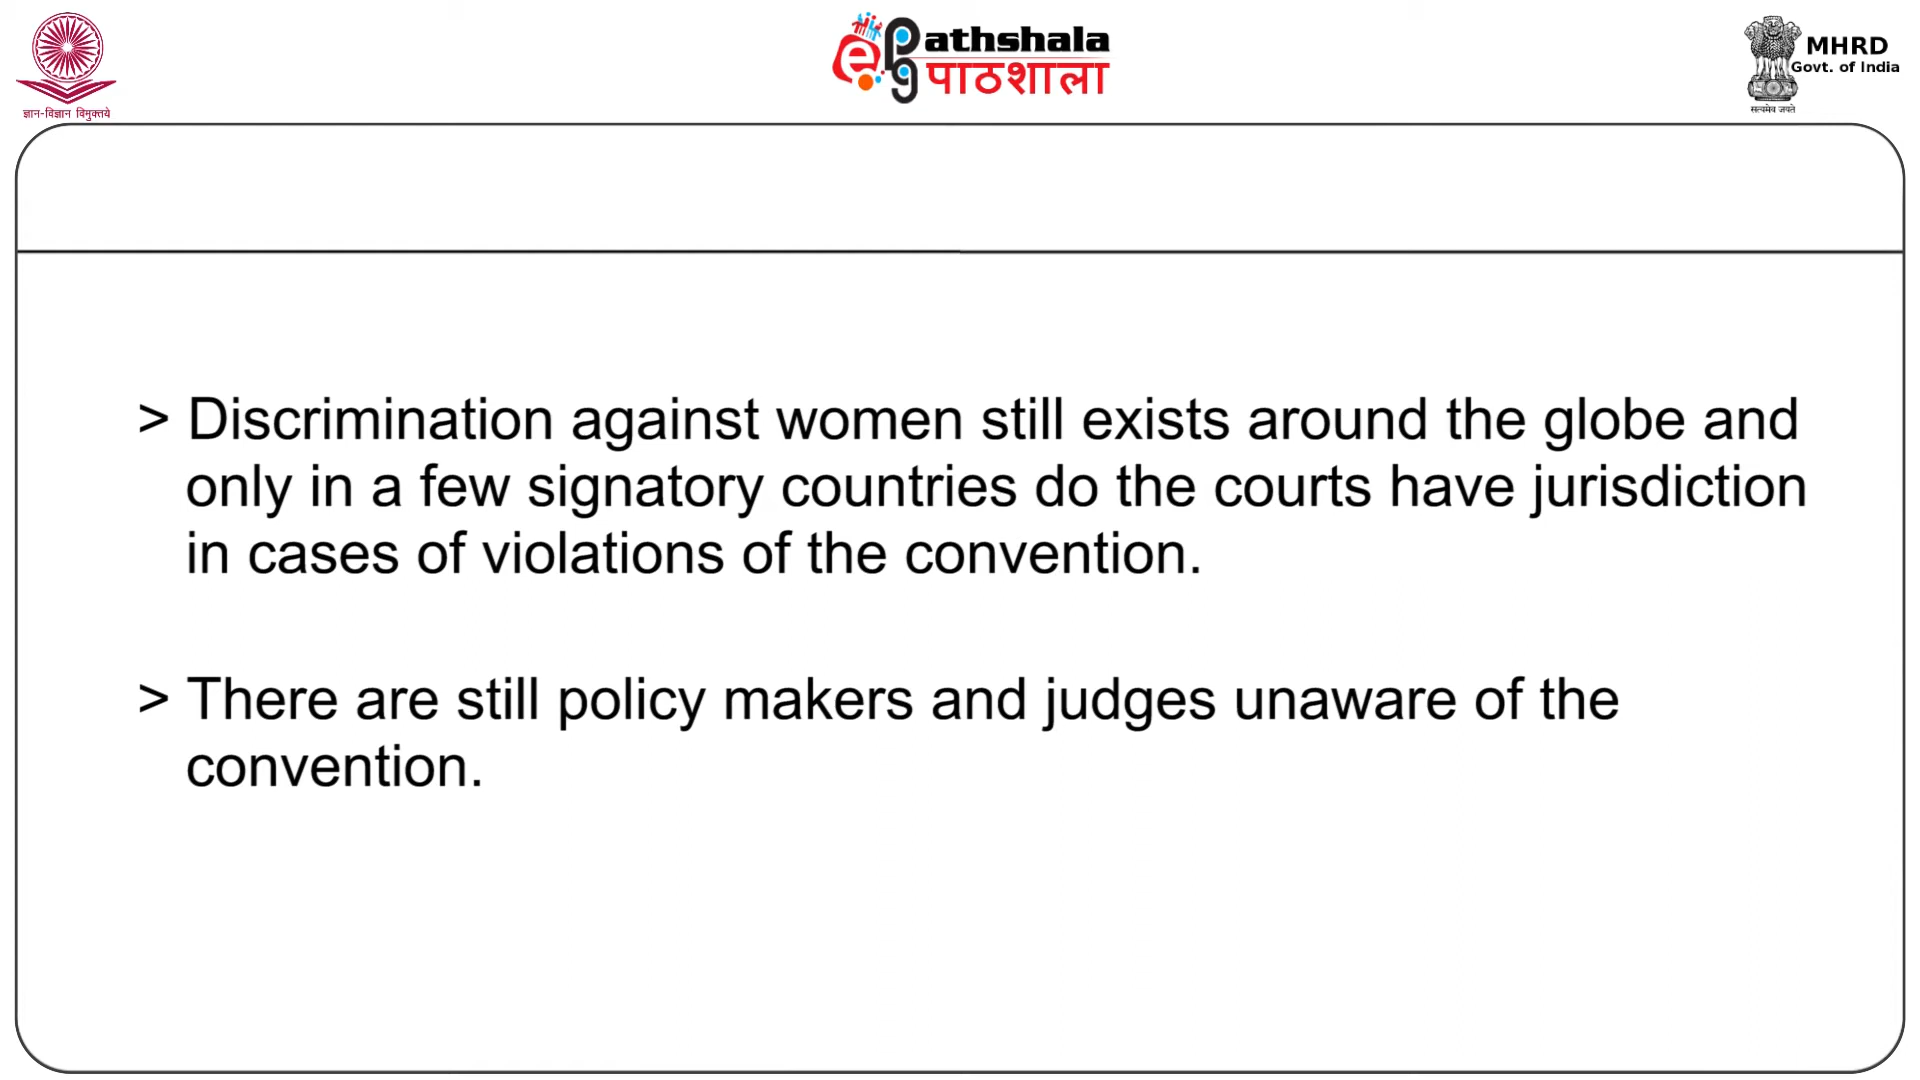 ज्ञान-विज्ञान विमुक्तये
e pg Pathshala
पाठशाला
MHRD
Govt. of India
सत्यमेव जयते
> Discrimination against women still exists around the globe and
only in a few signatory countries do the courts have jurisdiction
in cases of violations of the convention.
> There are still policy makers and judges unaware of the
convention.